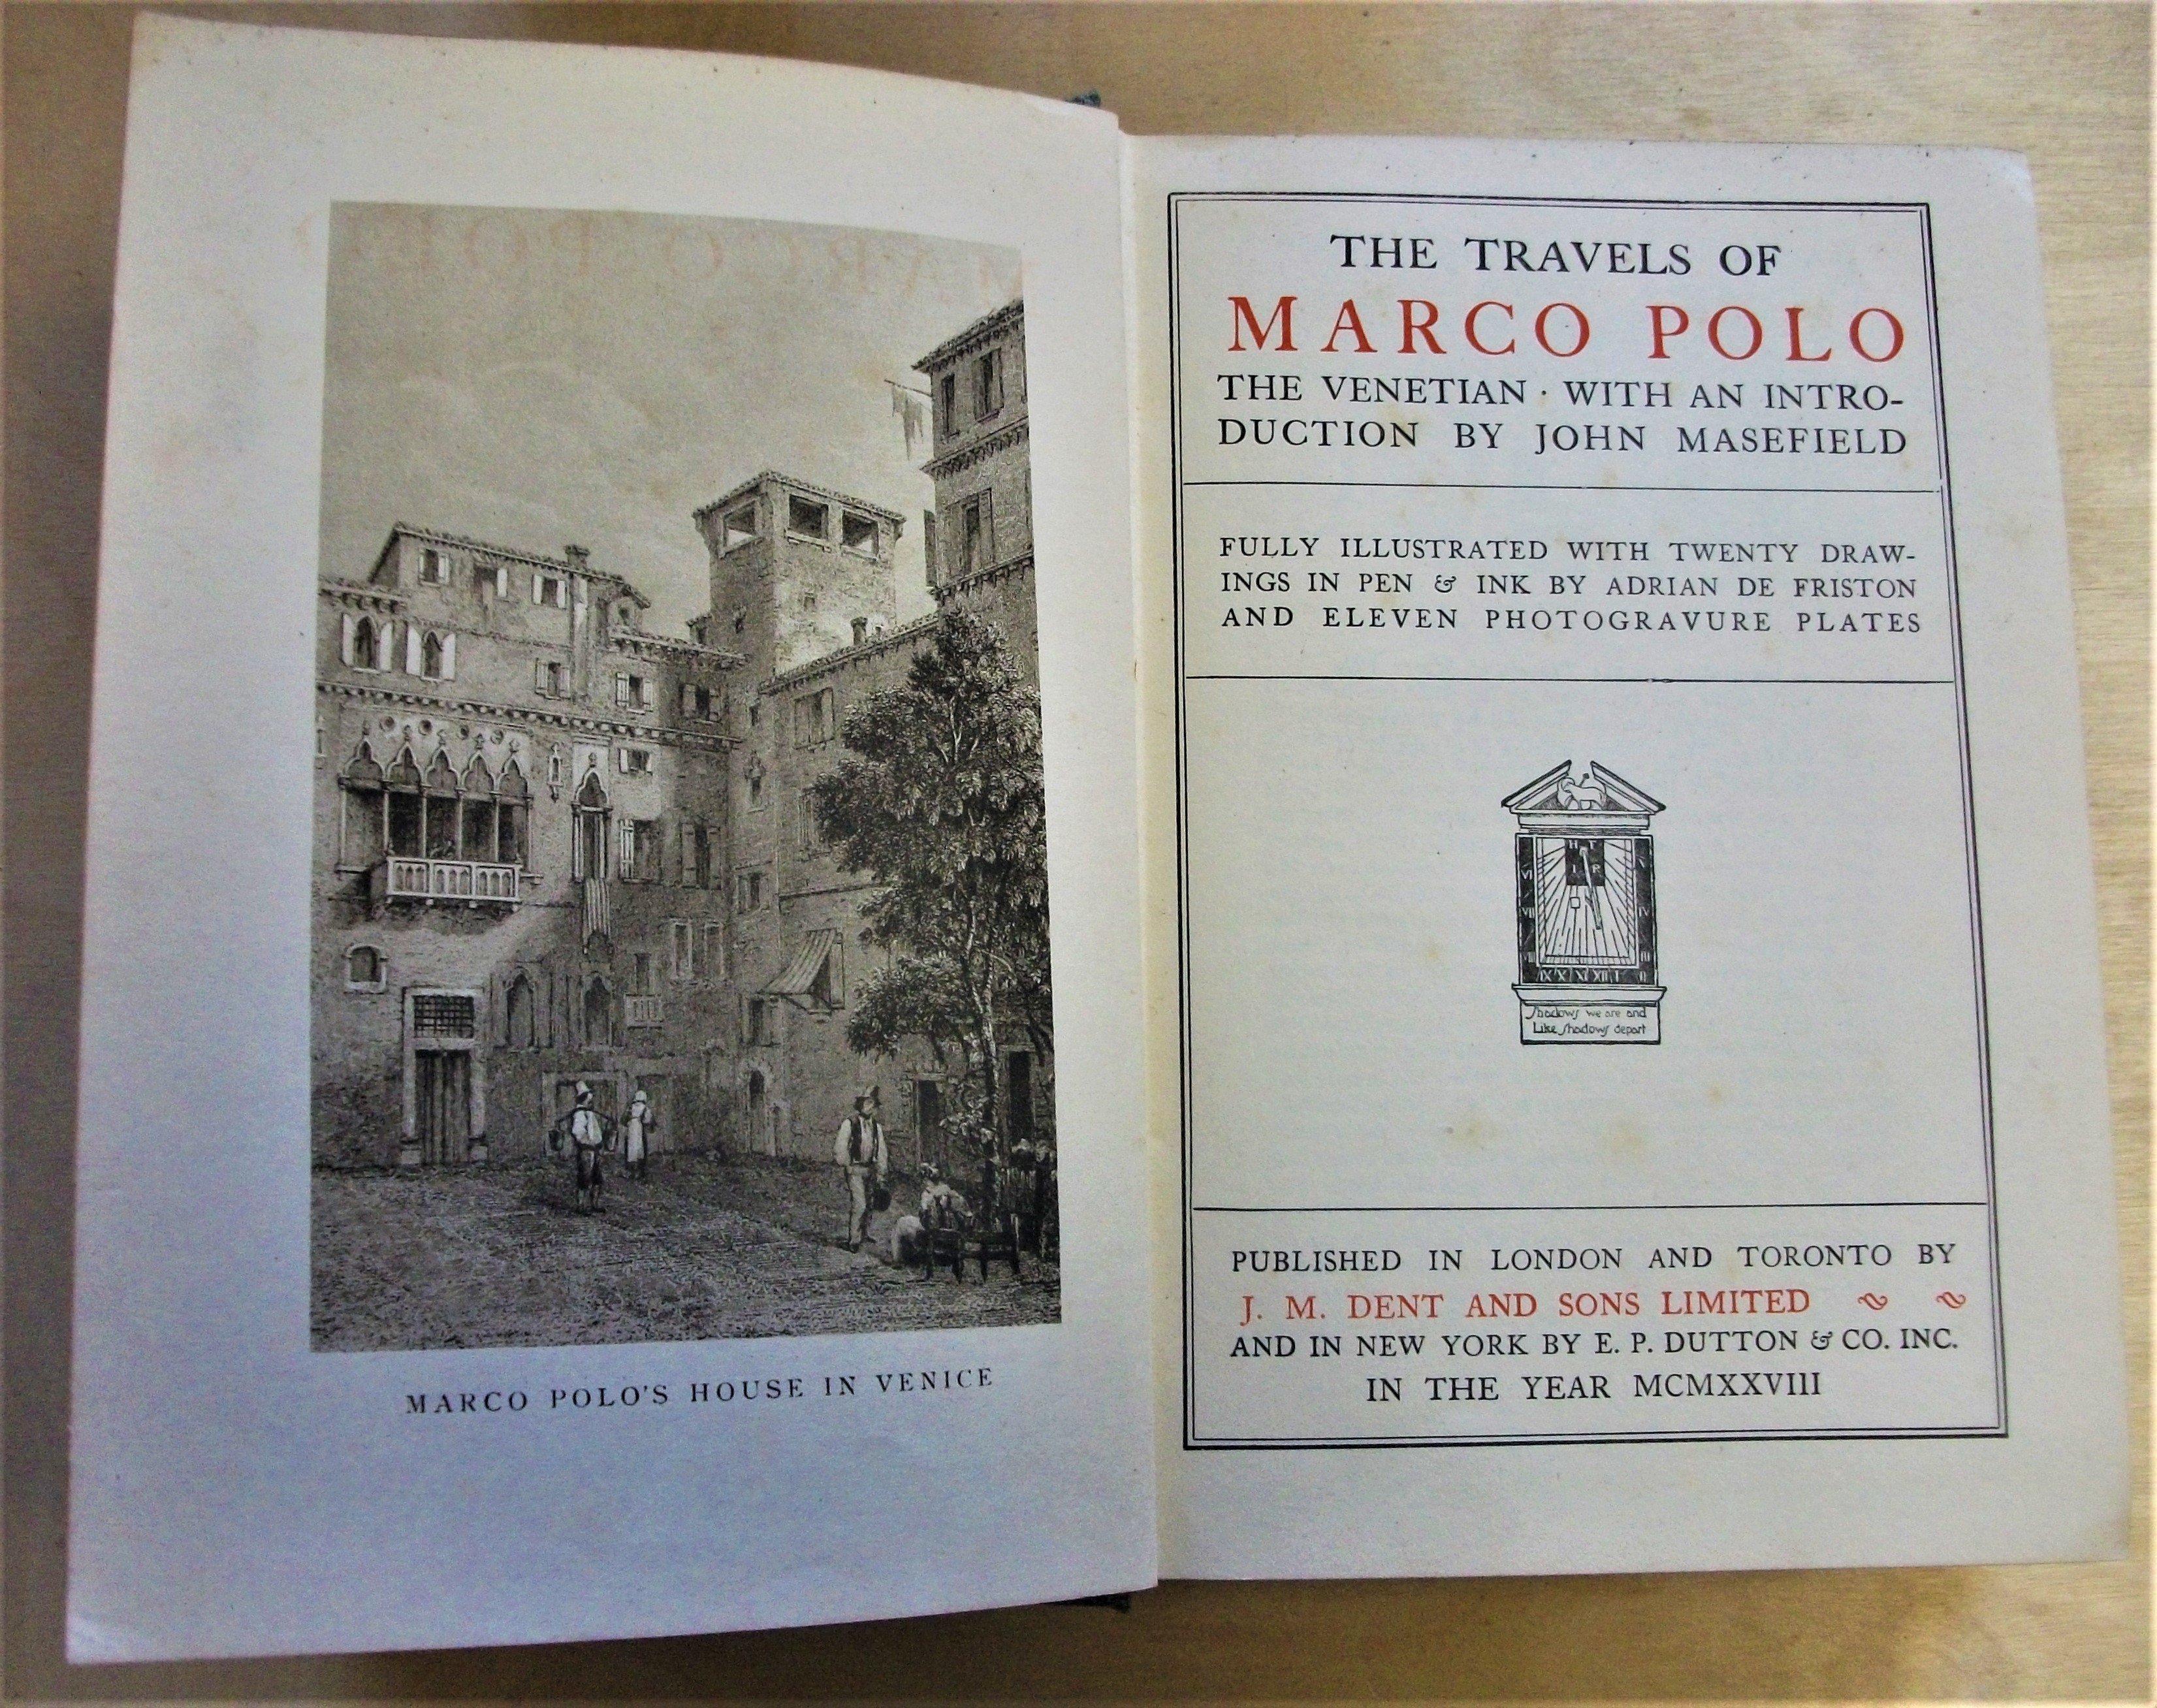 MARCO POLO'S HOUSE IN VENICE
THE TRAVELS OF
MARCO POLO
THE VENETIAN · WITH AN INTRO-
DUCTION BY JOHN MASEFIELD
FULLY ILLUSTRATED WITH TWENTY DRAW-
INGS IN PEN & INK BY ADRIAN DE FRISTON
AND ELEVEN PHOTOGRAVURE PLATES
Shadows we are and
Like shadows depart
PUBLISHED IN LONDON AND TORONTO BY
J. M. DENT AND SONS LIMITED
AND IN NEW YORK BY E. P. DUTTON & CO. INC.
IN THE YEAR MCMXXVIII